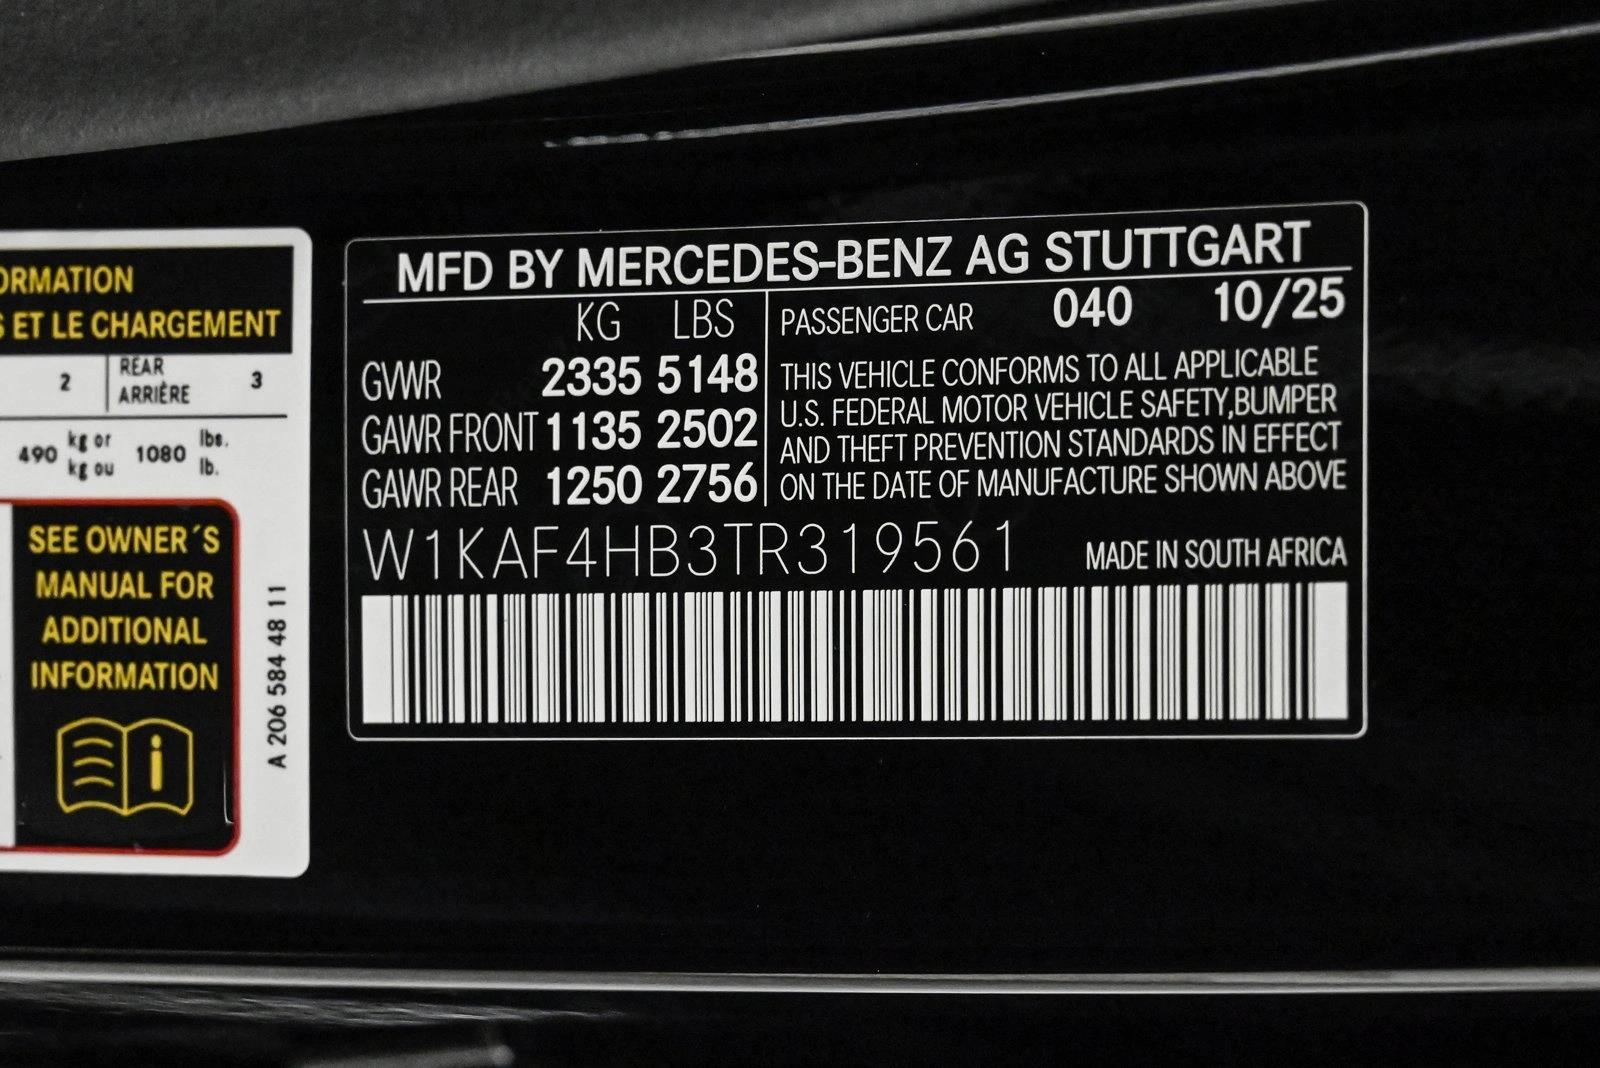 ORMATION
S ET LE CHARGEMENT
2 REAR 3
ARRIÈRE
490 kg or 1080 lbs.
kg ou lb.
SEE OWNER´S
MANUAL FOR
ADDITIONAL
INFORMATION
i
A 206 584 48 11
MFD BY MERCEDES-BENZ AG STUTTGART
KG LBS
GVWR 2335 5148
GAWR FRONT 1135 2502
GAWR REAR 1250 2756
PASSENGER CAR 040 10/25
THIS VEHICLE CONFORMS TO ALL APPLICABLE
U.S. FEDERAL MOTOR VEHICLE SAFETY,BUMPER
AND THEFT PREVENTION STANDARDS IN EFFECT
ON THE DATE OF MANUFACTURE SHOWN ABOVE
W1KAF4HB3TR319561
MADE IN SOUTH AFRICA